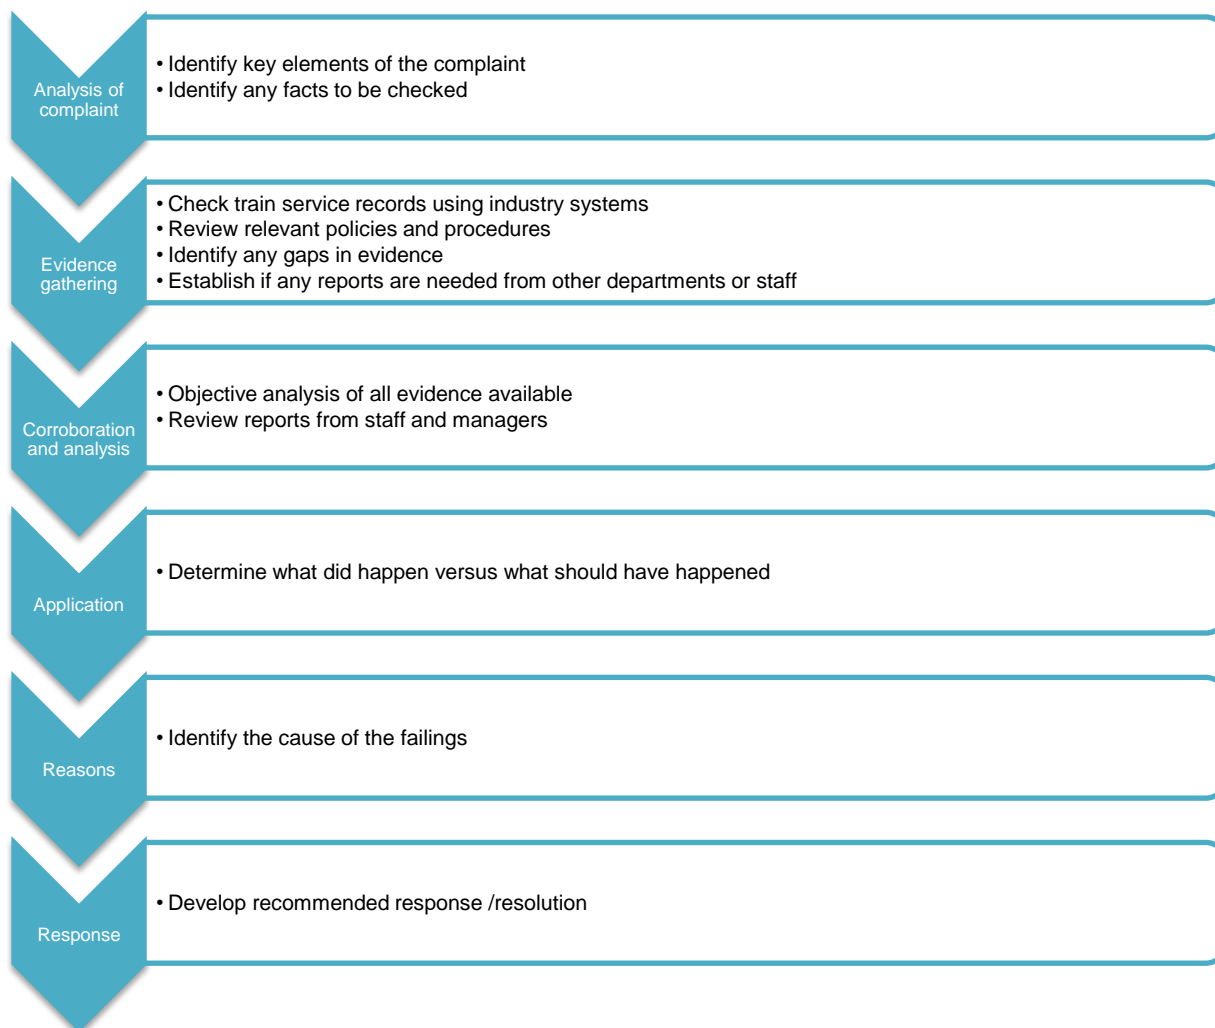 Analysis of
complaint
• Identify key elements of the complaint
• Identify any facts to be checked
Evidence
gathering
• Check train service records using industry systems
• Review relevant policies and procedures
• Identify any gaps in evidence
• Establish if any reports are needed from other departments or staff
Corroboration
and analysis
• Objective analysis of all evidence available
• Review reports from staff and managers
Application
• Determine what did happen versus what should have happened
Reasons
• Identify the cause of the failings
Response
• Develop recommended response /resolution